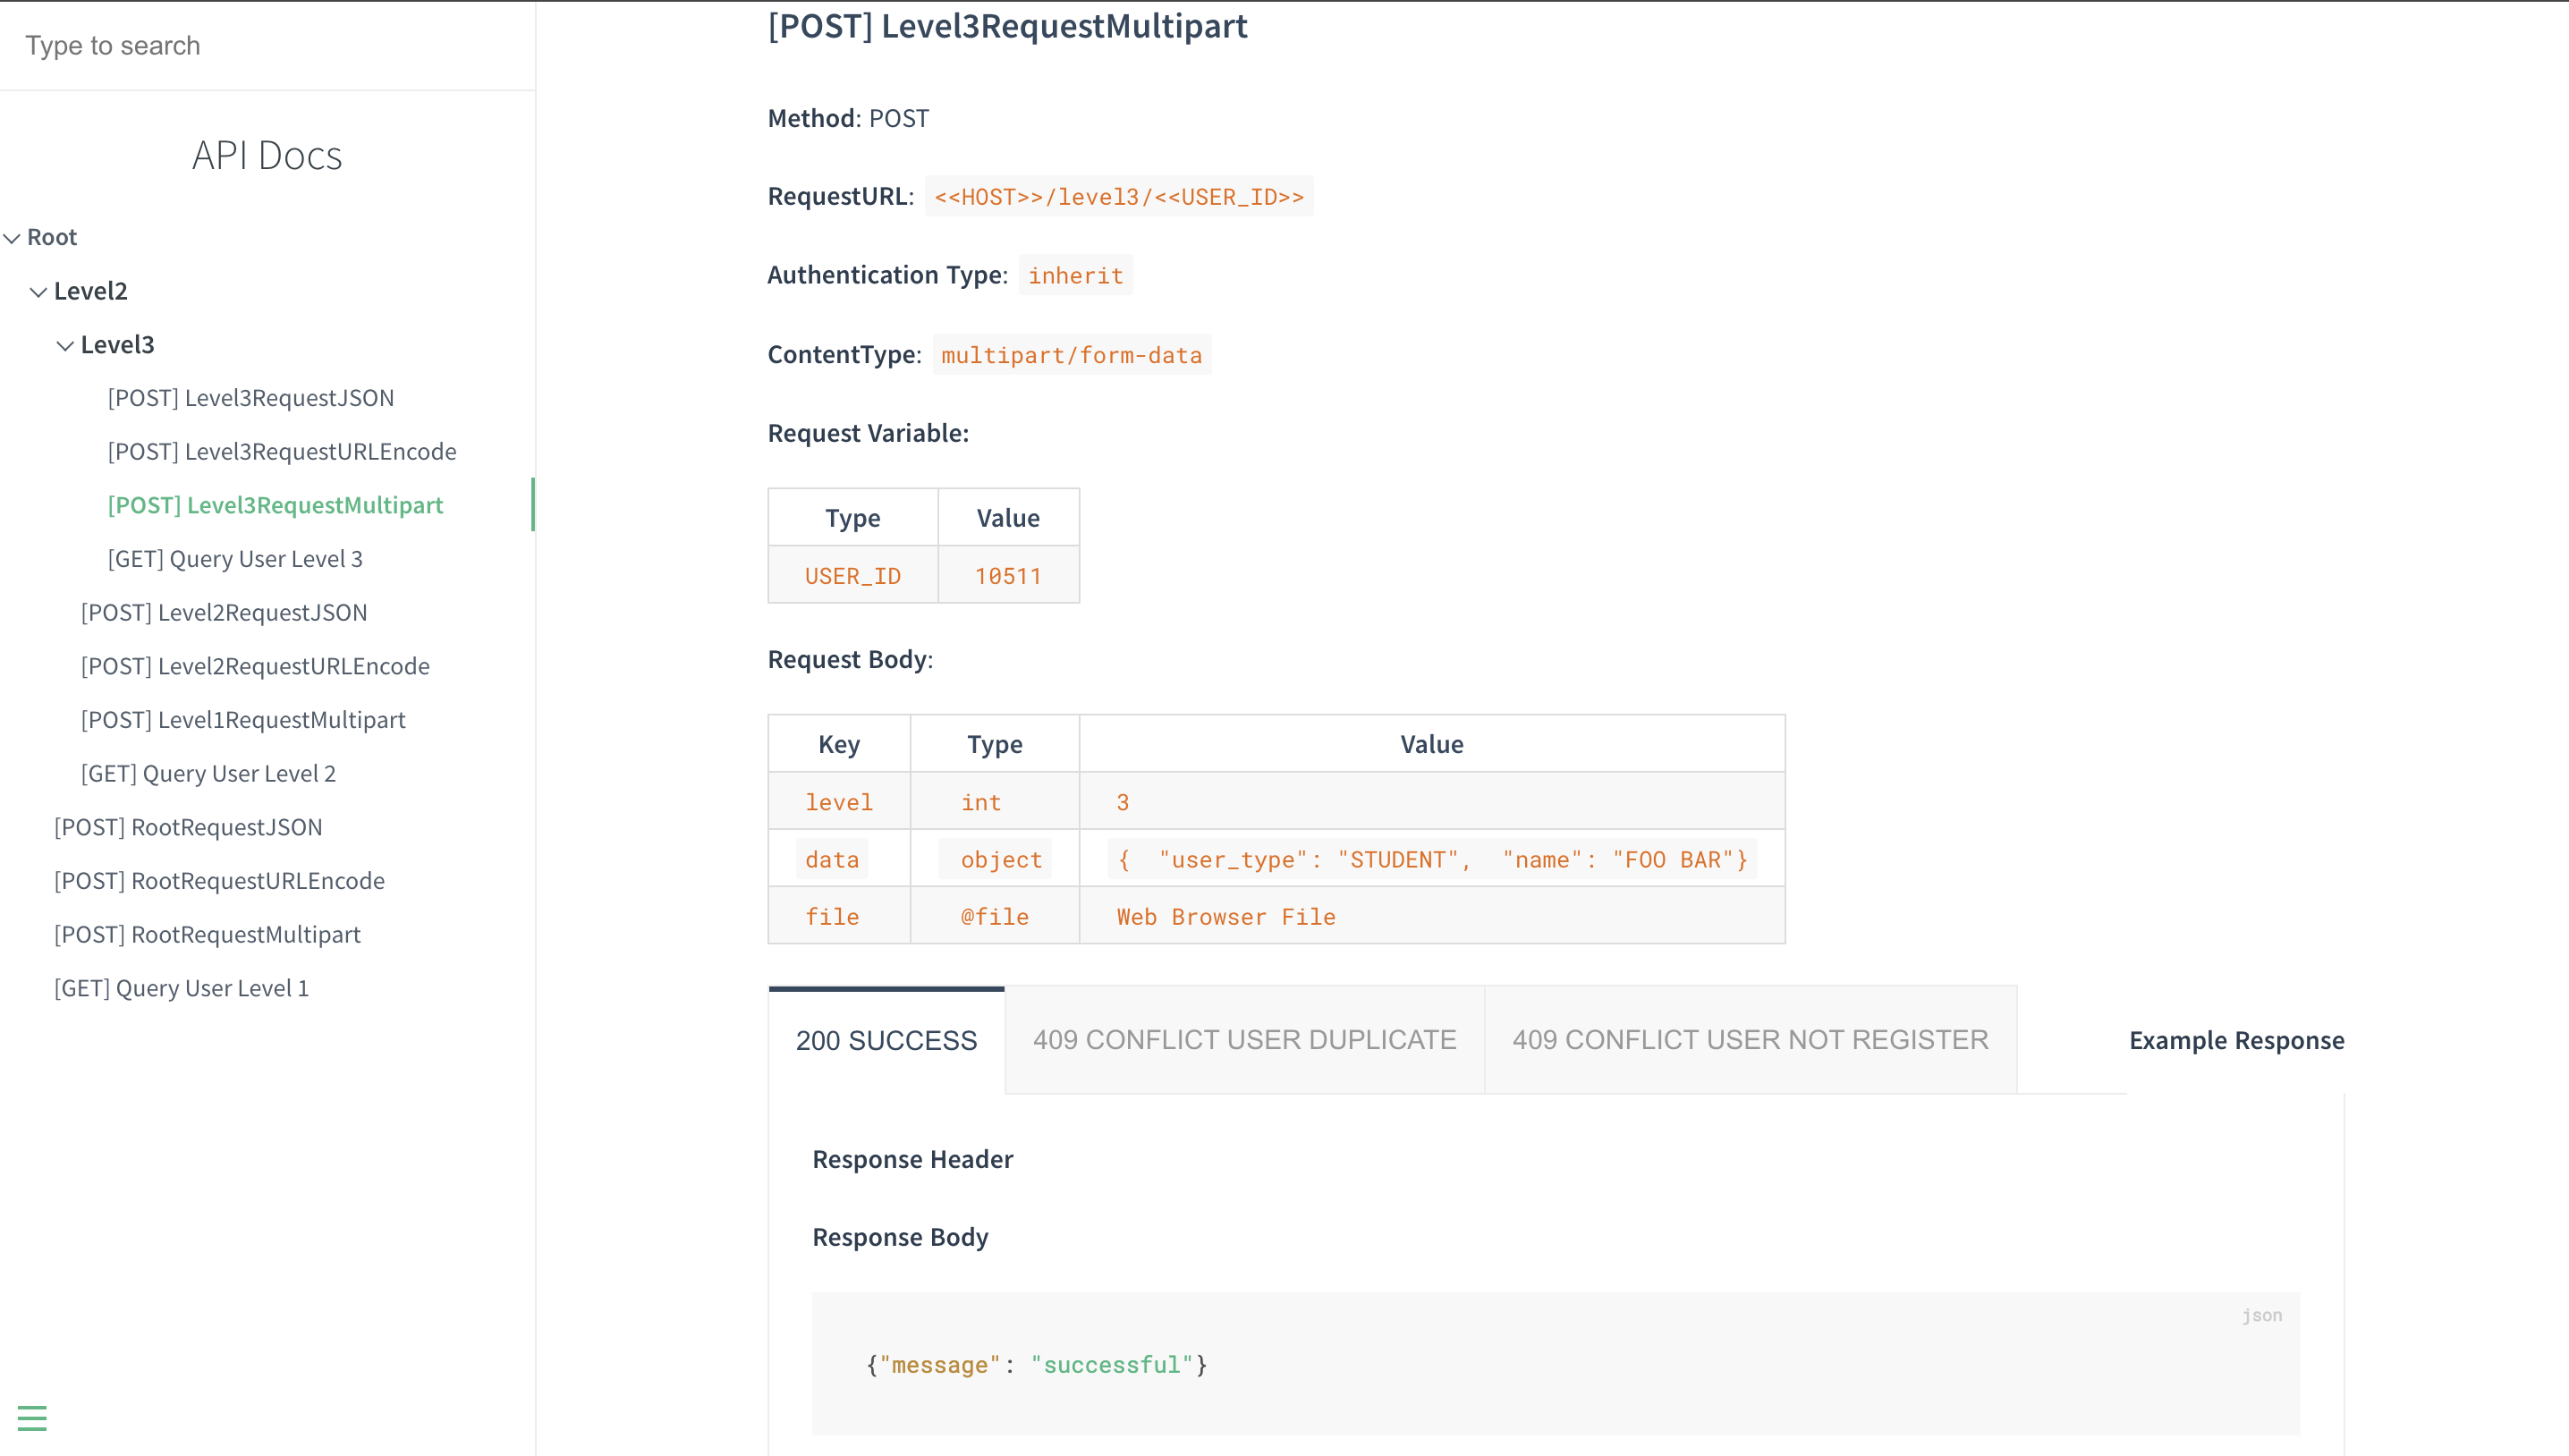 Type to search
API Docs
Root
Level2
Level3
[POST] Level3RequestJSON
[POST] Level3RequestURLEncode
[POST] Level3RequestMultipart
[GET] Query User Level 3
[POST] Level2RequestJSON
[POST] Level2RequestURLEncode
[POST] Level1RequestMultipart
[GET] Query User Level 2
[POST] RootRequestJSON
[POST] RootRequestURLEncode
[POST] RootRequestMultipart
[GET] Query User Level 1
[POST] Level3RequestMultipart
Method: POST
RequestURL: <<HOST>>/level3/<<USER_ID>>
Authentication Type: inherit
ContentType: multipart/form-data
Request Variable:
Type Value
USER_ID 10511
Request Body:
Key Type Value
level int 3
data object {  "user_type": "STUDENT",  "name": "FOO BAR"}
file @file Web Browser File
200 SUCCESS 409 CONFLICT USER DUPLICATE 409 CONFLICT USER NOT REGISTER Example Response
Response Header
Response Body
json
{"message": "successful"}